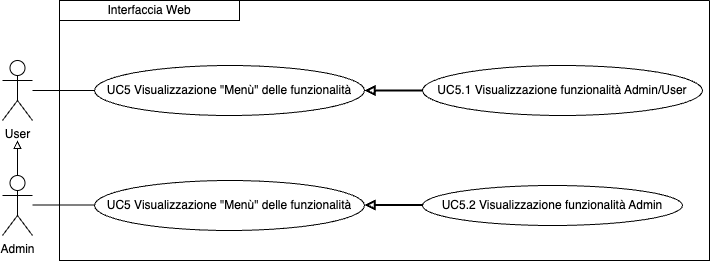 Interfaccia Web
UC5 Visualizzazione "Menù" delle funzionalità
UC5.1 Visualizzazione funzionalità Admin/User
User
UC5 Visualizzazione "Menù" delle funzionalità
UC5.2 Visualizzazione funzionalità Admin
Admin